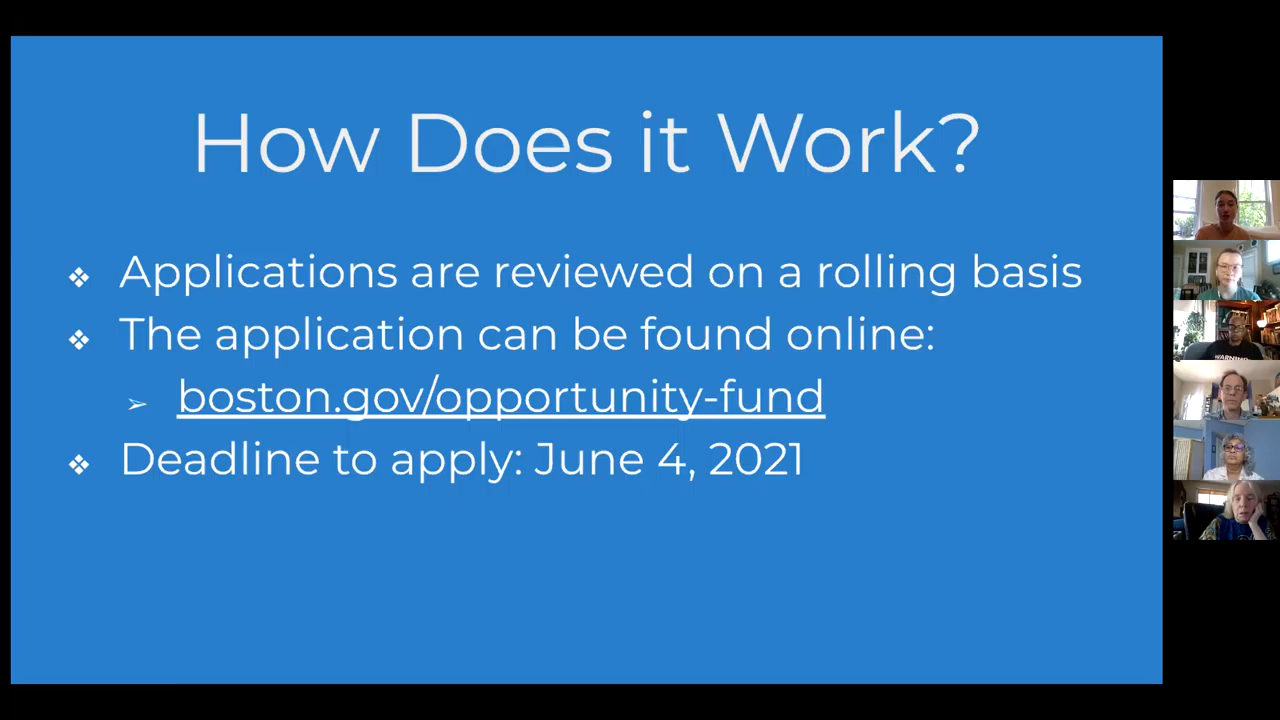 How Does it Work?
❖ Applications are reviewed on a rolling basis
❖ The application can be found online:
➢ boston.gov/opportunity-fund
❖ Deadline to apply: June 4, 2021
WARNING